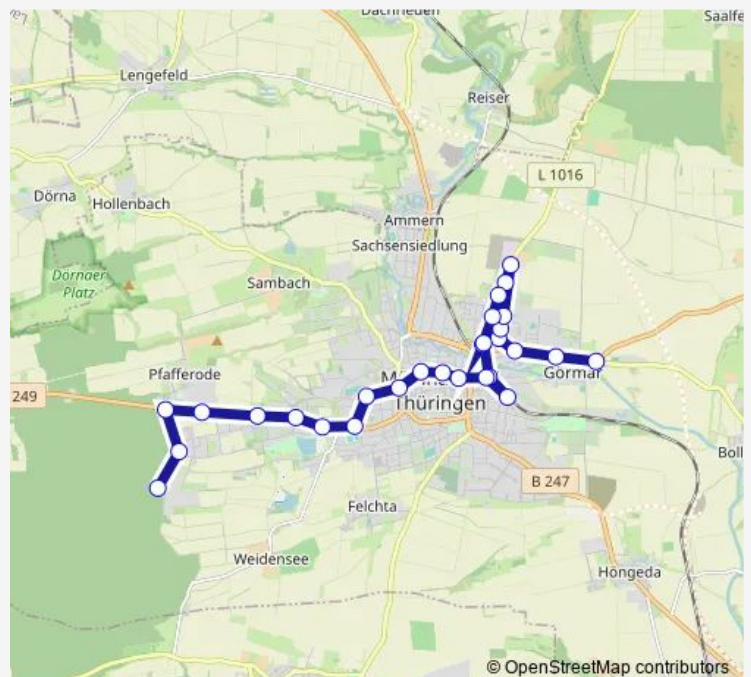 Dachrieden
Saalfe
Lengefeld
Reiser
L 1016
Dörna
Hollenbach
Ammern
Sachsensiedlung
Dörnaer
Platz
Sambach
Pfafferode
Görmar
249
Thüringen
Boll
B 247
Felchta
Weidensee
Höngeda
© OpenStreetMap contributors